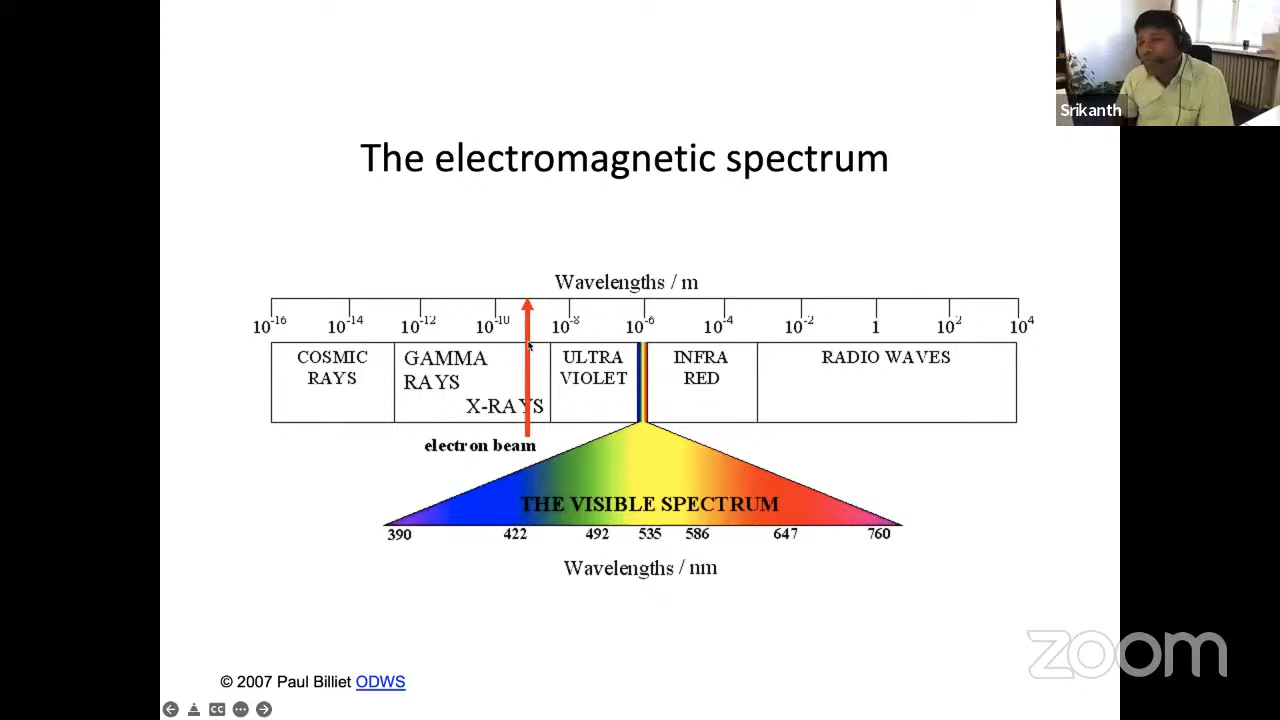 Srikanth
The electromagnetic spectrum
Wavelengths / m
10⁻¹⁶ 10⁻¹⁴ 10⁻¹² 10⁻¹⁰ 10⁻⁸ 10⁻⁶ 10⁻⁴ 10⁻² 1 10² 10⁴
COSMIC RAYS
GAMMA RAYS
X-RAYS
ULTRA VIOLET
INFRA RED
RADIO WAVES
electron beam
THE VISIBLE SPECTRUM
390 422 492 535 586 647 760
Wavelengths / nm
zoom
© 2007 Paul Billiet ODWS
CC